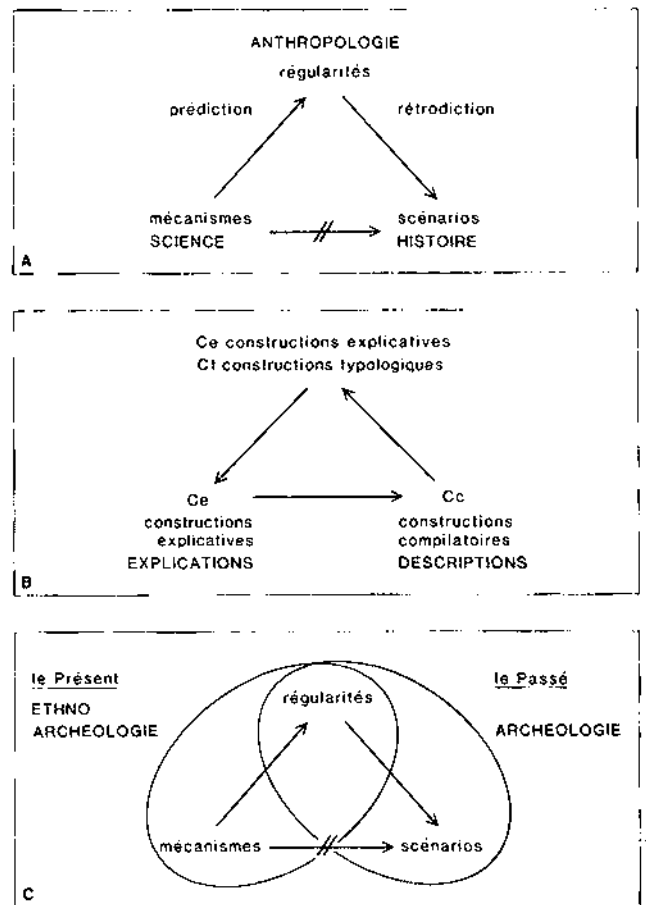 ANTHROPOLOGIE
régularités
prédiction rétrodiction
mécanismes scénarios
SCIENCE HISTOIRE
A
Ce constructions explicatives
Ct constructions typologiques
Ce Cc
constructions constructions
explicatives compilatoires
EXPLICATIONS DESCRIPTIONS
B
le Présent le Passé
régularités
ETHNO
ARCHEOLOGIE ARCHEOLOGIE
mécanismes scénarios
C